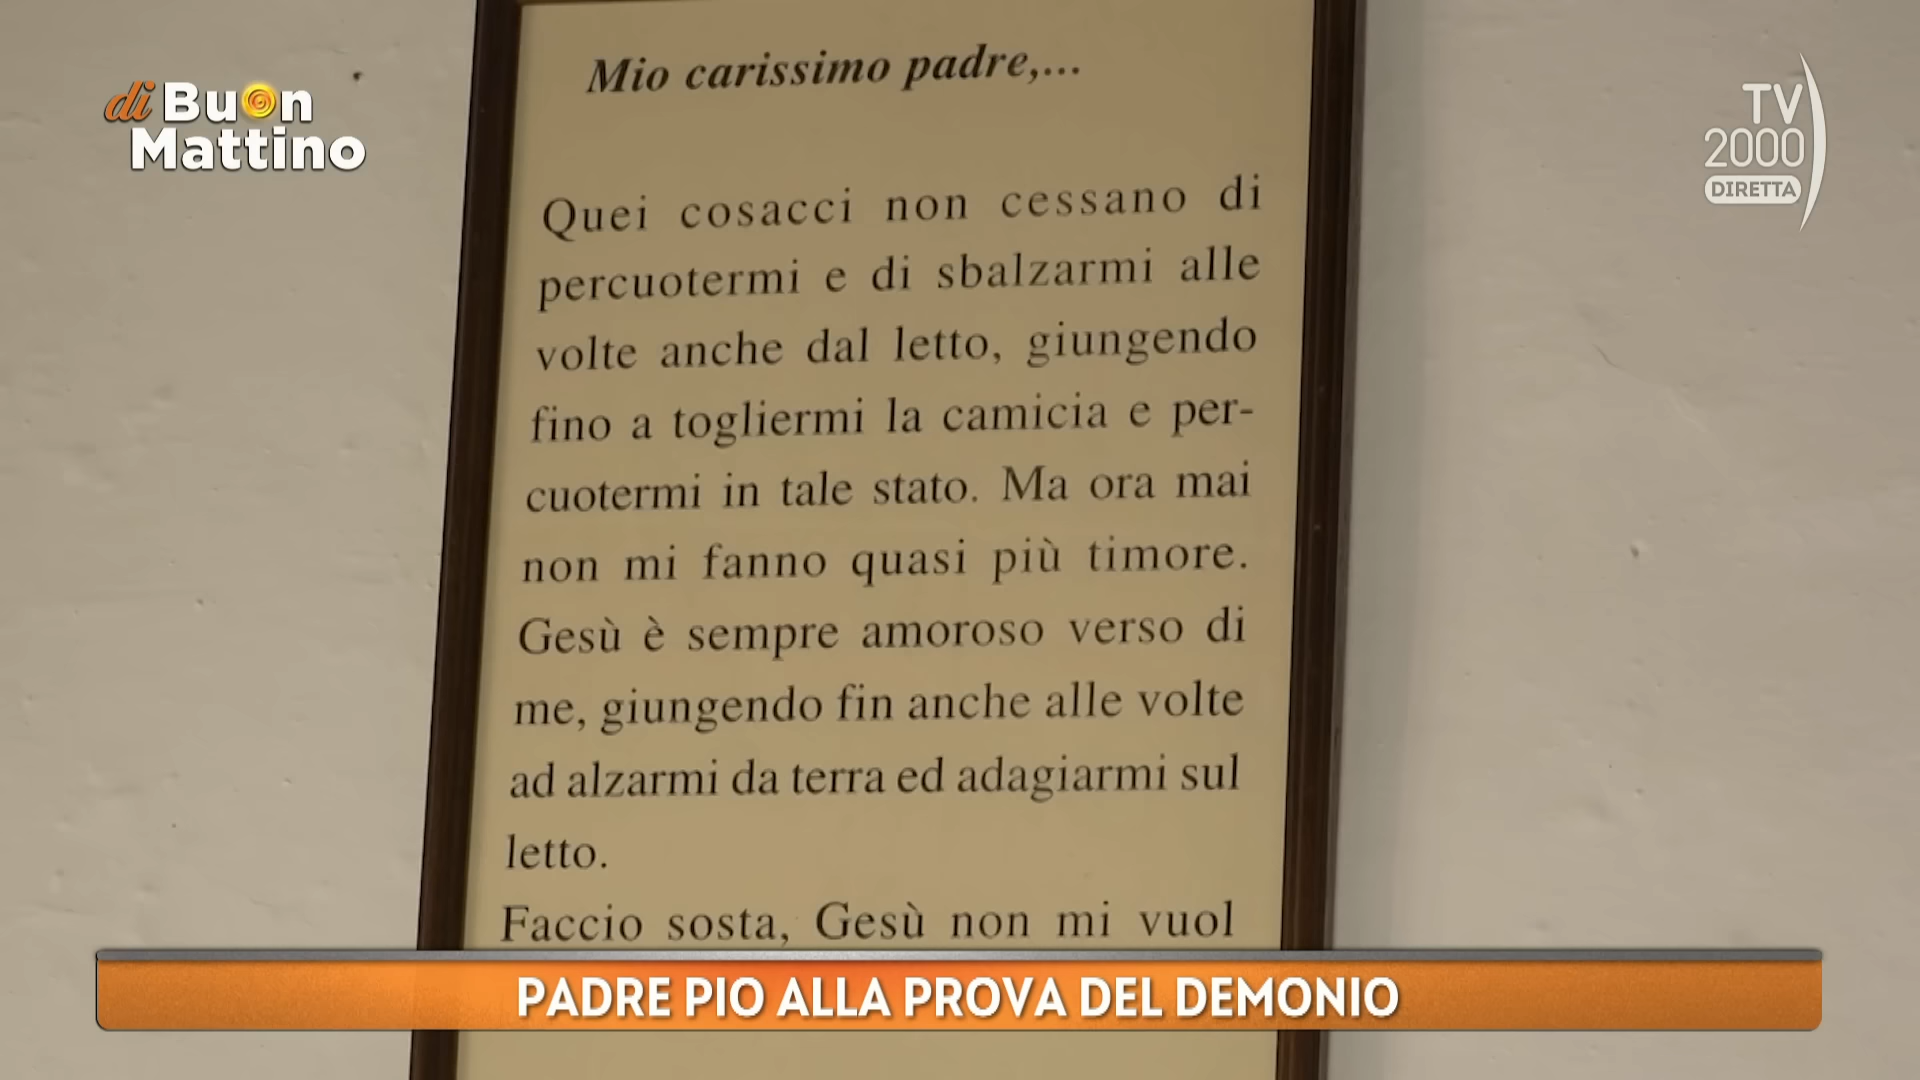 di Buon
Mattino
TV
2000
DIRETTA
Mio carissimo padre,...
Quei cosacci non cessano di
percuotermi e di sbalzarmi alle
volte anche dal letto, giungendo
fino a togliermi la camicia e per-
cuotermi in tale stato. Ma ora mai
non mi fanno quasi più timore.
Gesù è sempre amoroso verso di
me, giungendo fin anche alle volte
ad alzarmi da terra ed adagiarmi sul
letto.
Faccio sosta, Gesù non mi vuol
PADRE PIO ALLA PROVA DEL DEMONIO